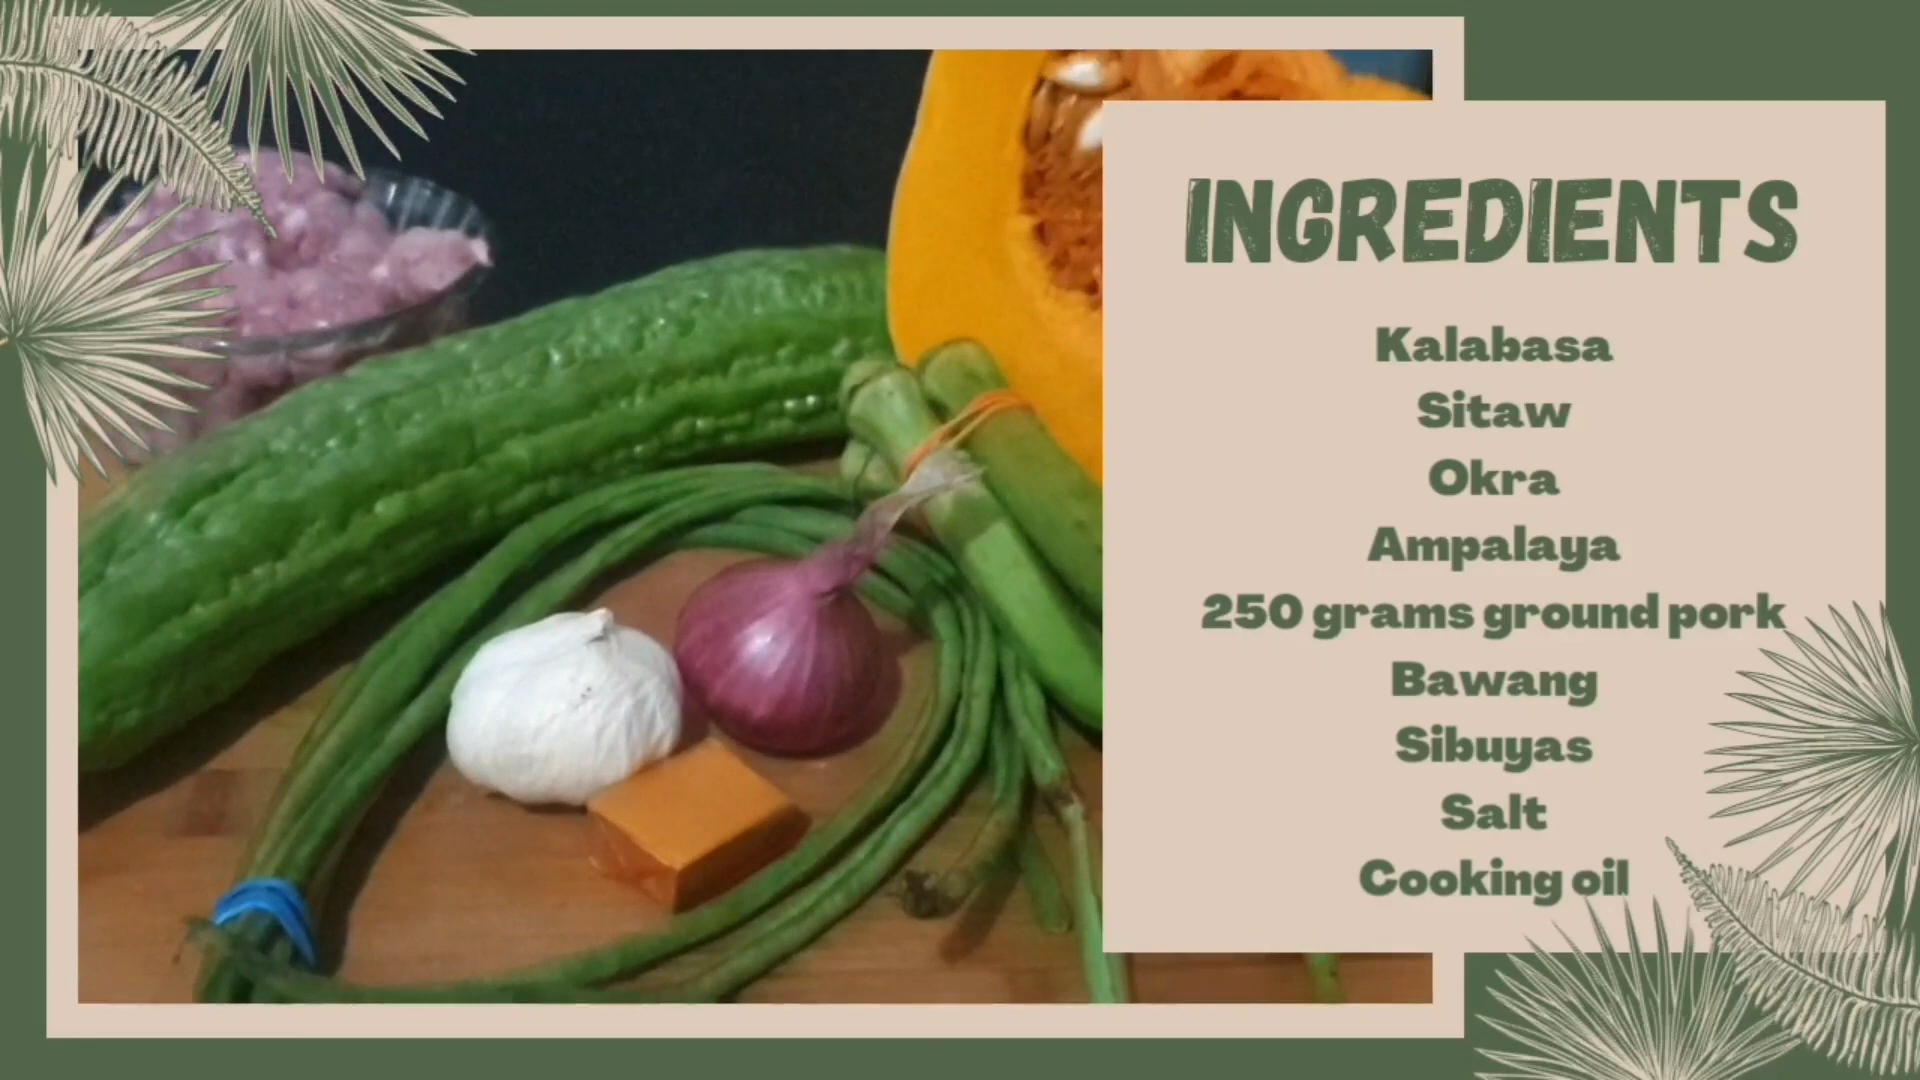 INGREDIENTS
Kalabasa
Sitaw
Okra
Ampalaya
250 grams ground pork
Bawang
Sibuyas
Salt
Cooking oil